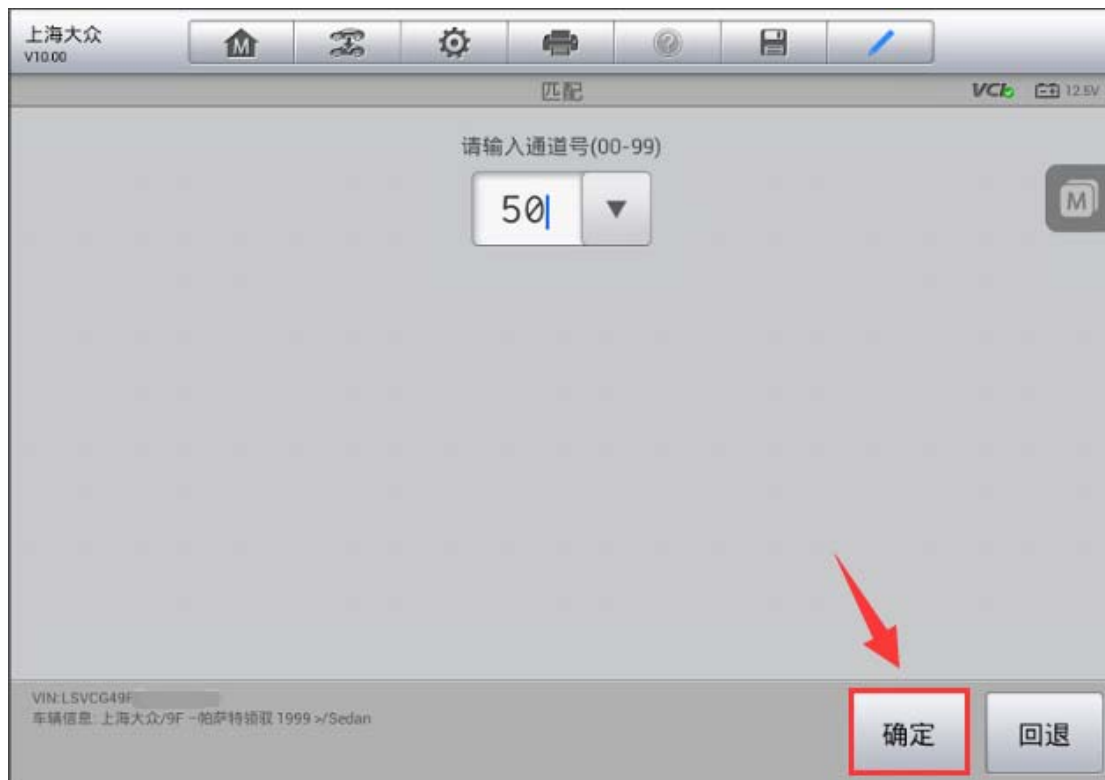 上海大众
V10.00
M
匹配
VCI
12.5V
请输入通道号(00-99)
50
M
VIN:LSVCG49F
车辆信息: 上海大众/9F -帕萨特领驭 1999 >/Sedan
确定
回退